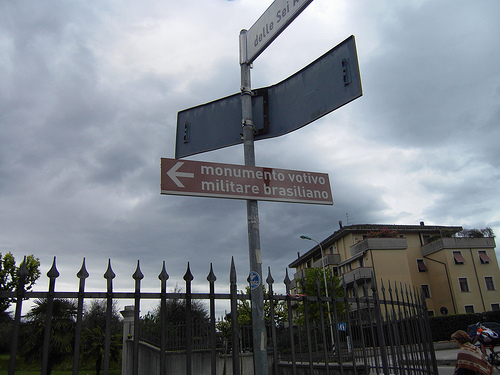 delle Sei
monumento votivo
militare brasiliano